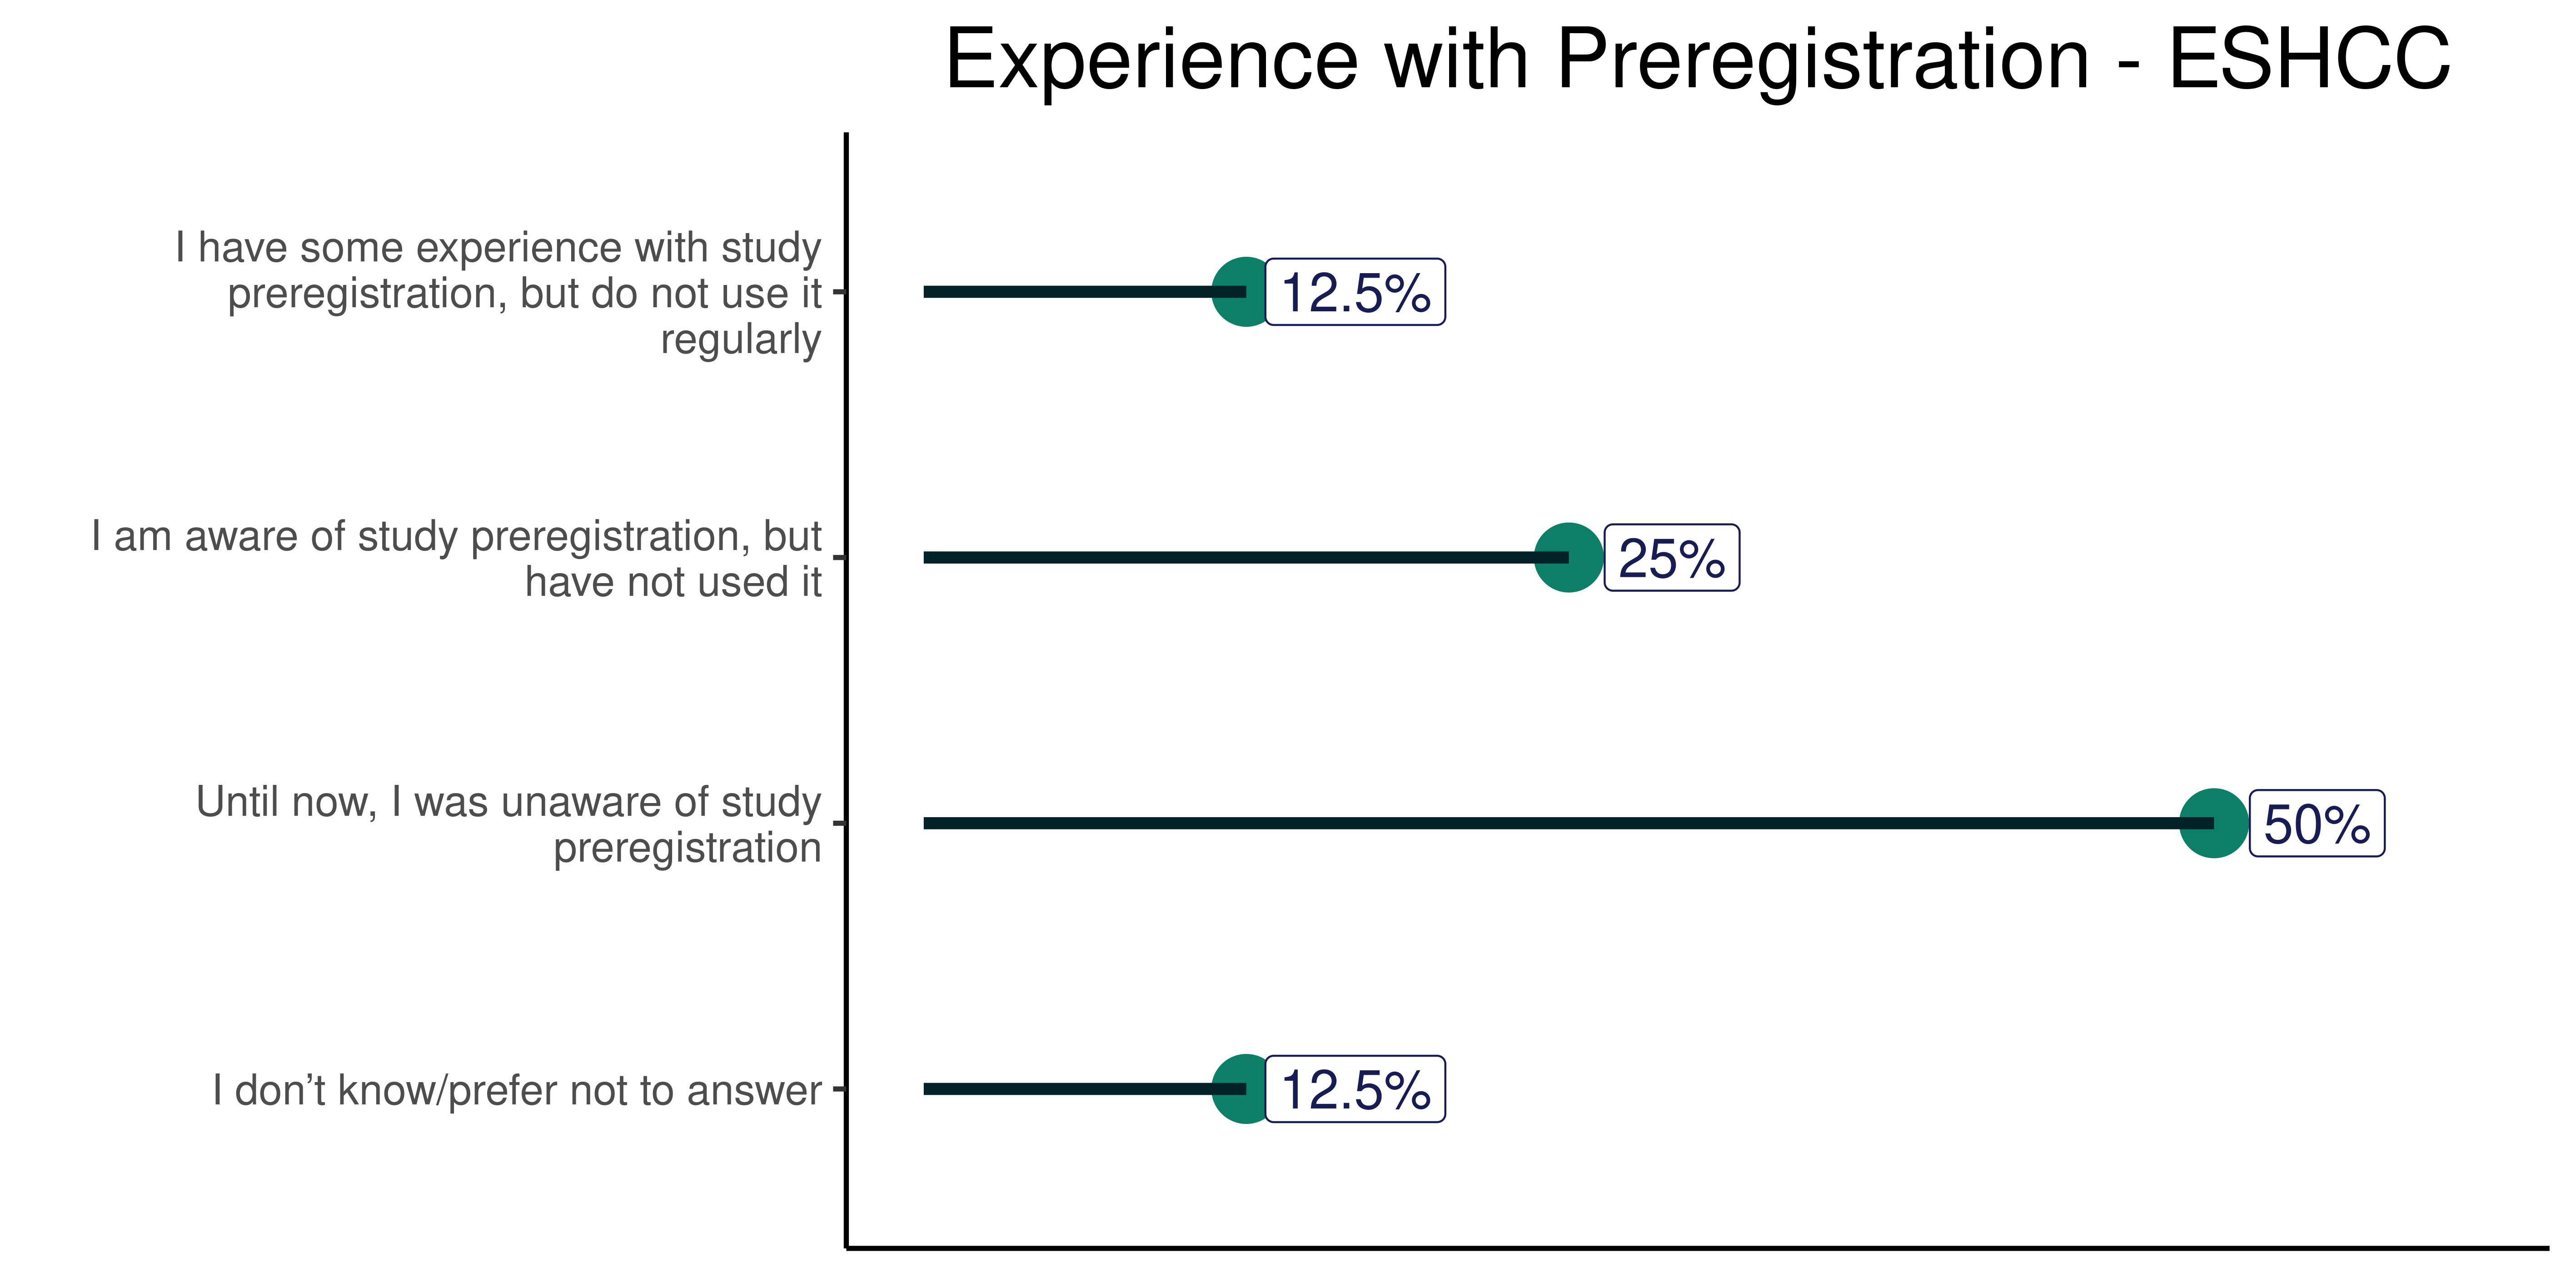 Experience with Preregistration - ESHCC
I have some experience with study
preregistration, but do not use it
regularly
12.5%
I am aware of study preregistration, but
have not used it
25%
Until now, I was unaware of study
preregistration
50%
I don’t know/prefer not to answer
12.5%